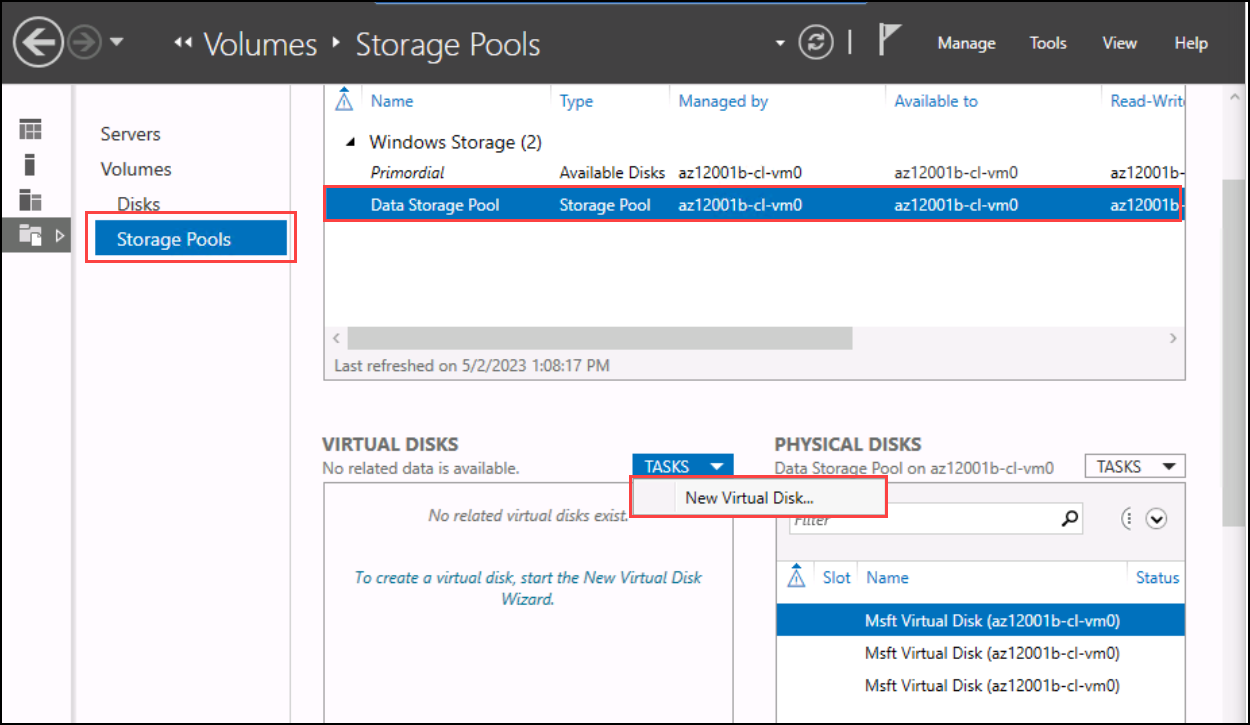 Volumes Storage Pools
Manage Tools View Help
Servers
Volumes
Disks
Storage Pools
Name Type Managed by Available to Read-Writ
Windows Storage (2)
Primordial Available Disks az12001b-cl-vm0 az12001b-cl-vm0 az12001b-
Data Storage Pool Storage Pool az12001b-cl-vm0 az12001b-cl-vm0 az12001b-
Last refreshed on 5/2/2023 1:08:17 PM
VIRTUAL DISKS
No related data is available.
TASKS
New Virtual Disk...
No related virtual disks exist.
To create a virtual disk, start the New Virtual Disk
Wizard.
PHYSICAL DISKS
Data Storage Pool on az12001b-cl-vm0
TASKS
Filter
Slot Name Status
Msft Virtual Disk (az12001b-cl-vm0)
Msft Virtual Disk (az12001b-cl-vm0)
Msft Virtual Disk (az12001b-cl-vm0)